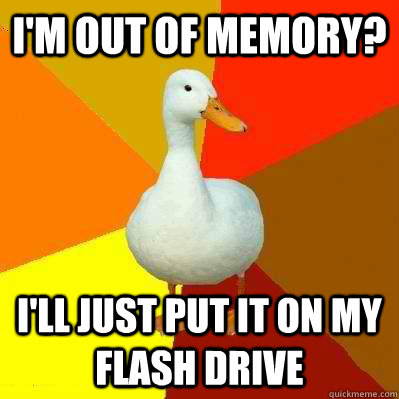 I'M OUT OF MEMORY?
I'LL JUST PUT IT ON MY
FLASH DRIVE
quickmeme.com